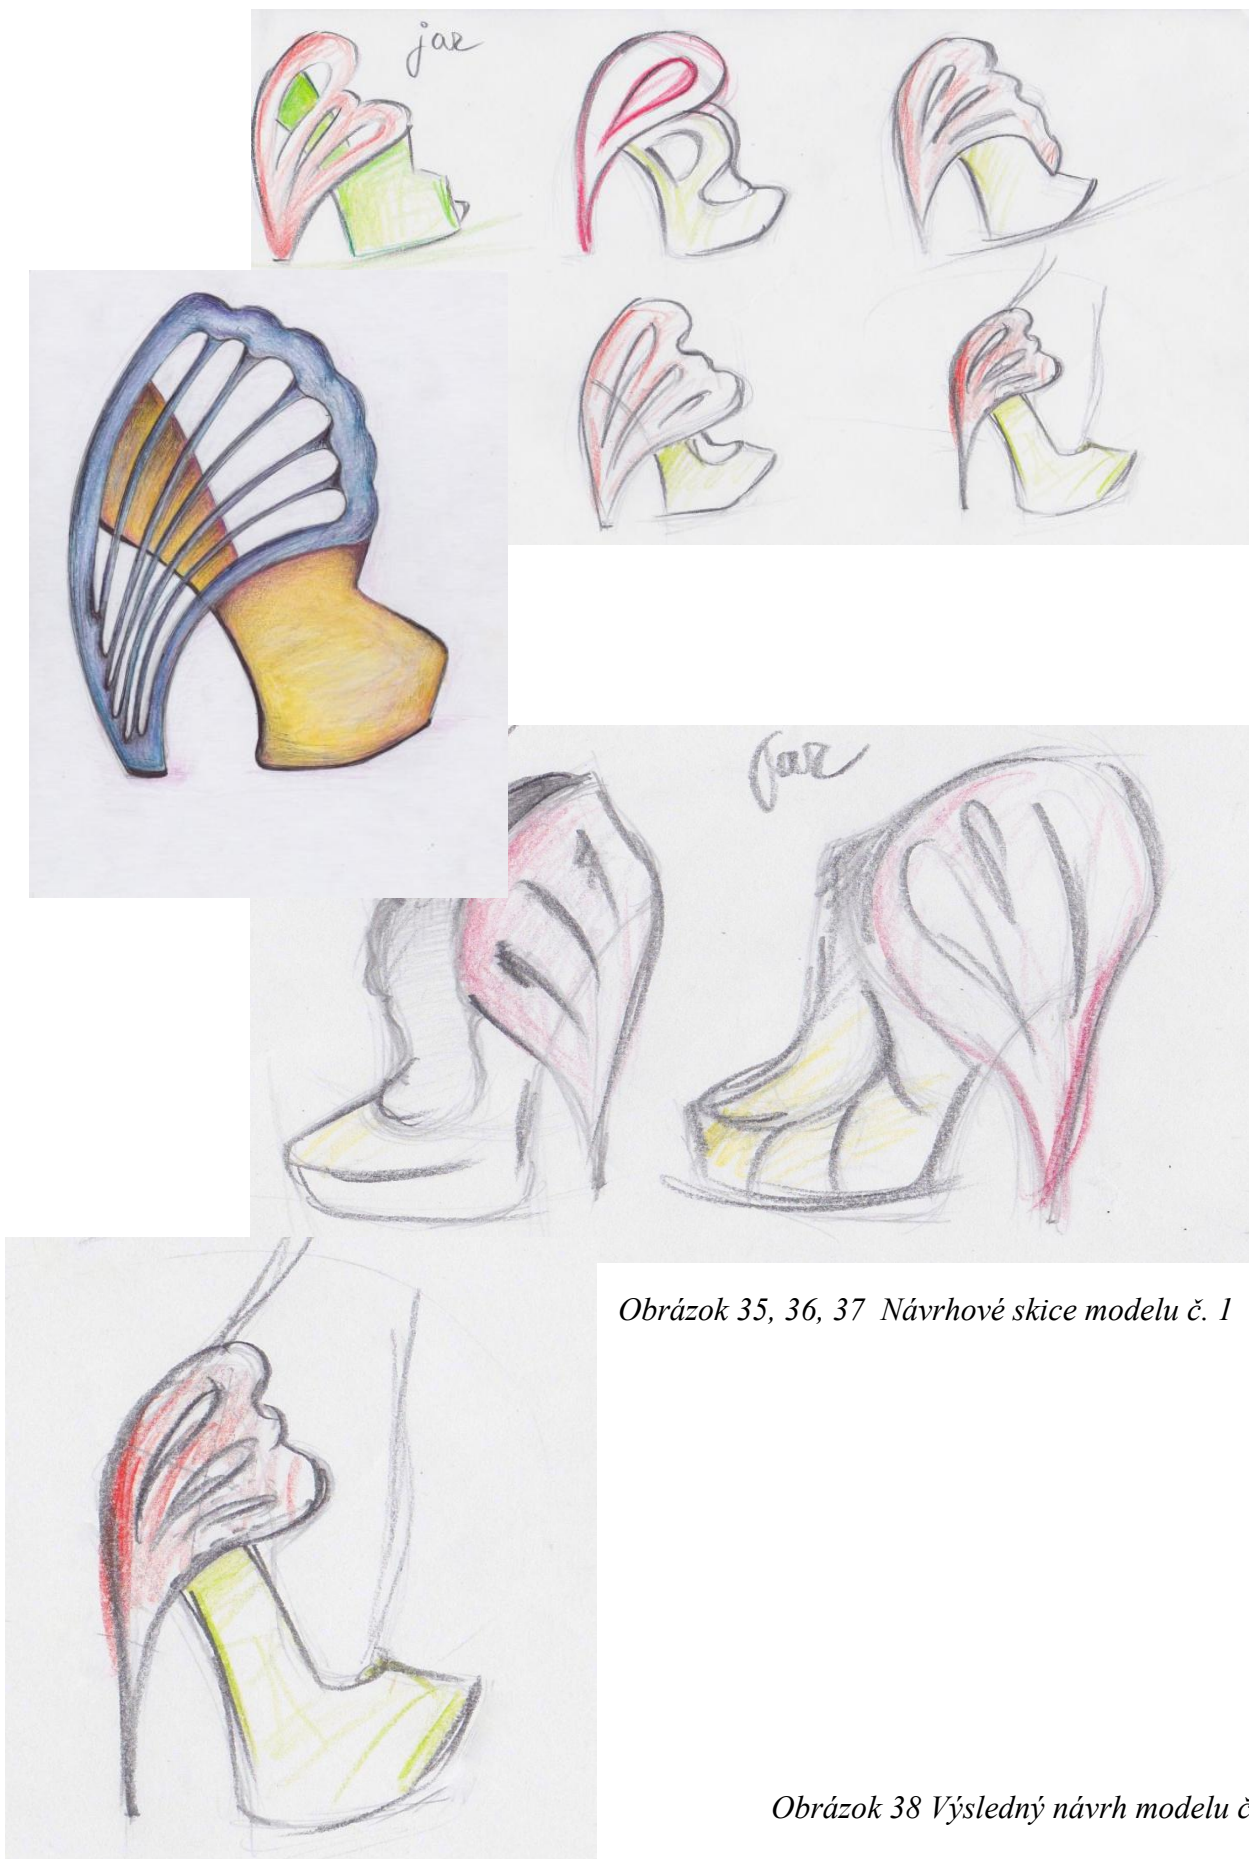 jar
jar
Obrázok 35, 36, 37  Návrhové skice modelu č. 1
Obrázok 38 Výsledný návrh modelu č